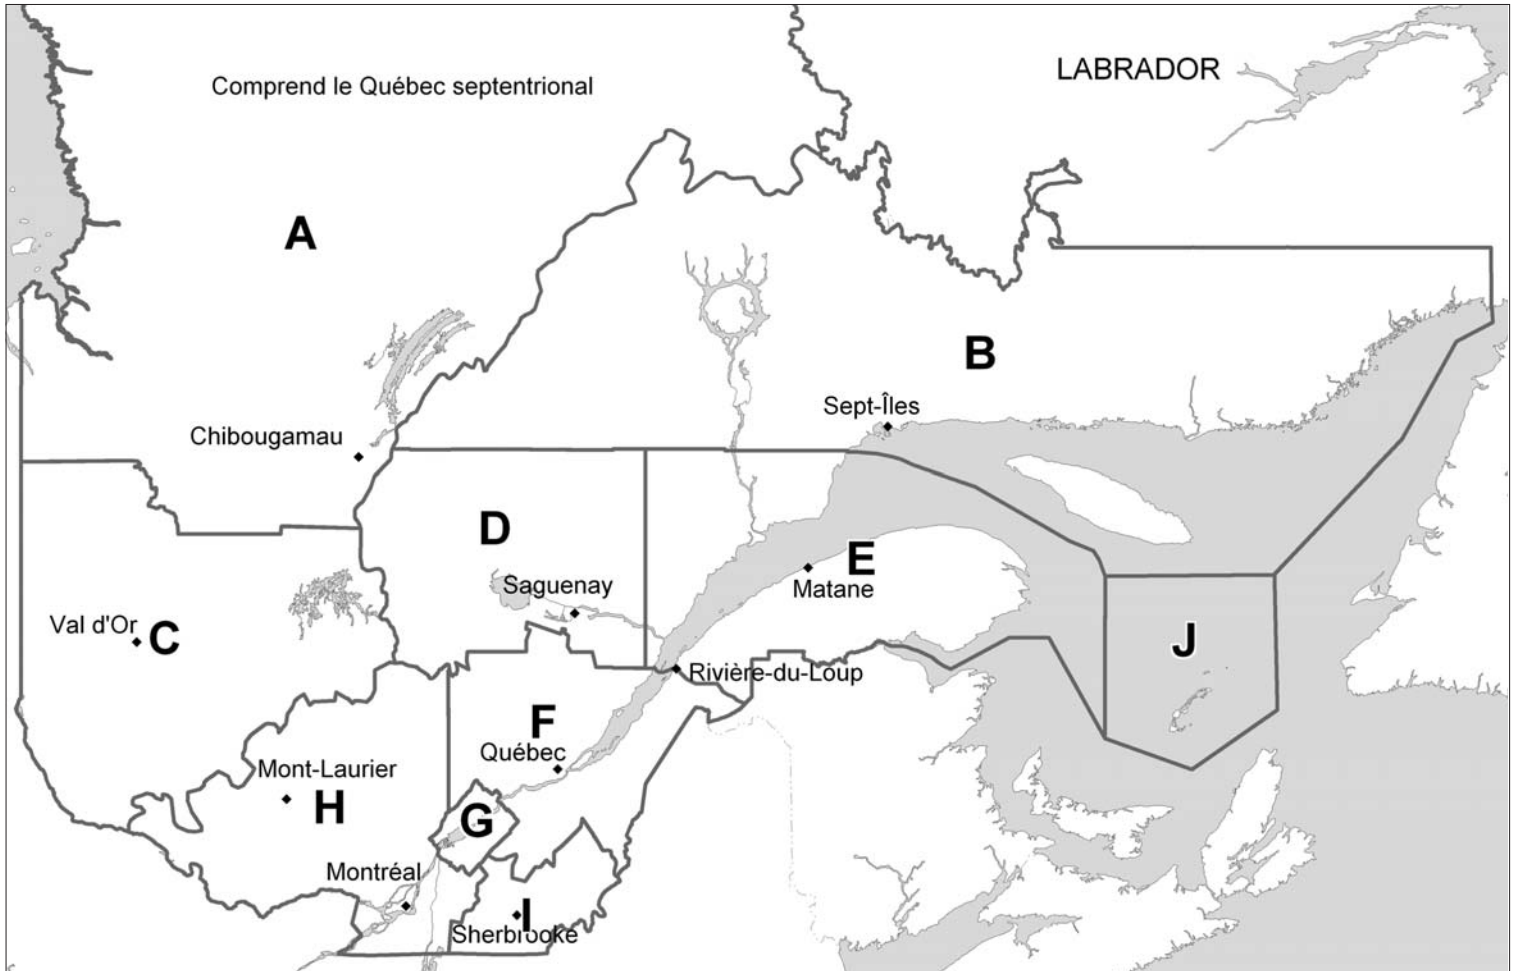 LABRADOR
Comprend le Québec septentrional
A
B
Sept-Îles
Chibougamau
D
E
Saguenay
Matane
Val d'Or
C
J
Rivière-du-Loup
F
Québec
Mont-Laurier
H
G
Montréal
I
Sherbrooke